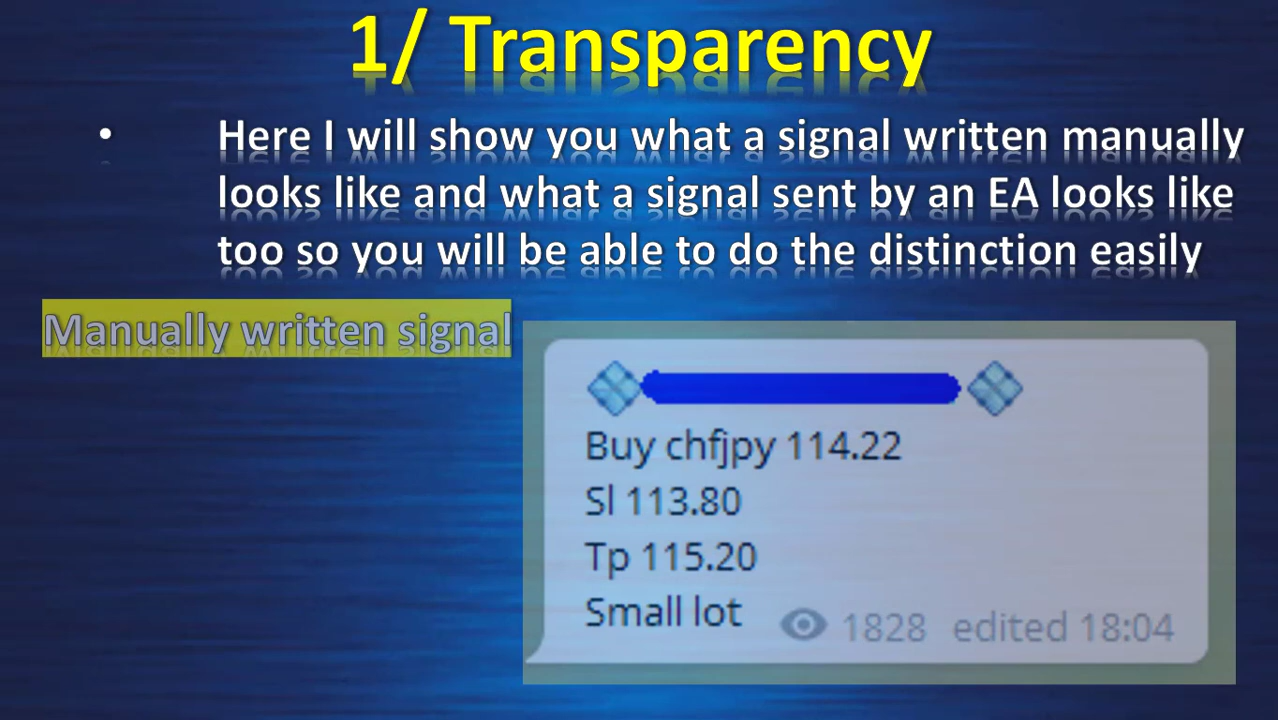 1/ Transparency
• Here I will show you what a signal written manually
looks like and what a signal sent by an EA looks like
too so you will be able to do the distinction easily
Manually written signal
Buy chfjpy 114.22
Sl 113.80
Tp 115.20
Small lot
1828 edited 18:04